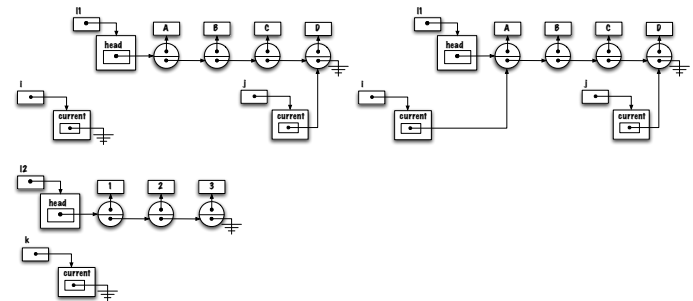 l1
A B C D
head
i
current
j
current
l1
A B C D
head
i
current
j
current
l2
1 2 3
head
k
current